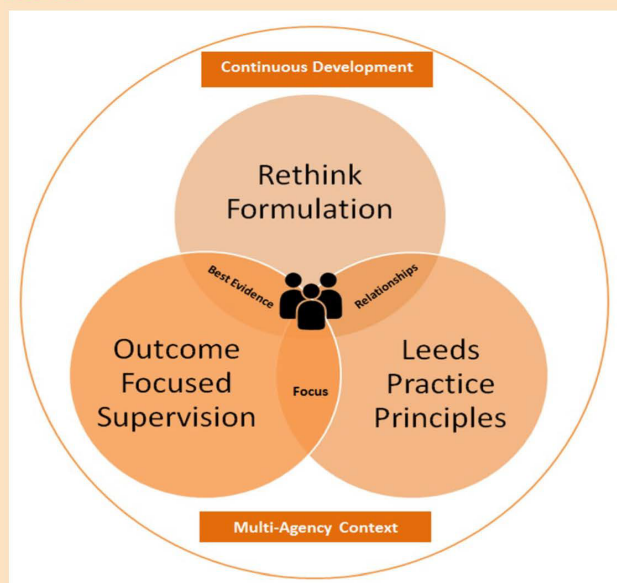 Continuous Development
Rethink
Formulation
Best Evidence
Relationships
Outcome
Focused
Supervision
Focus
Leeds
Practice
Principles
Multi-Agency Context